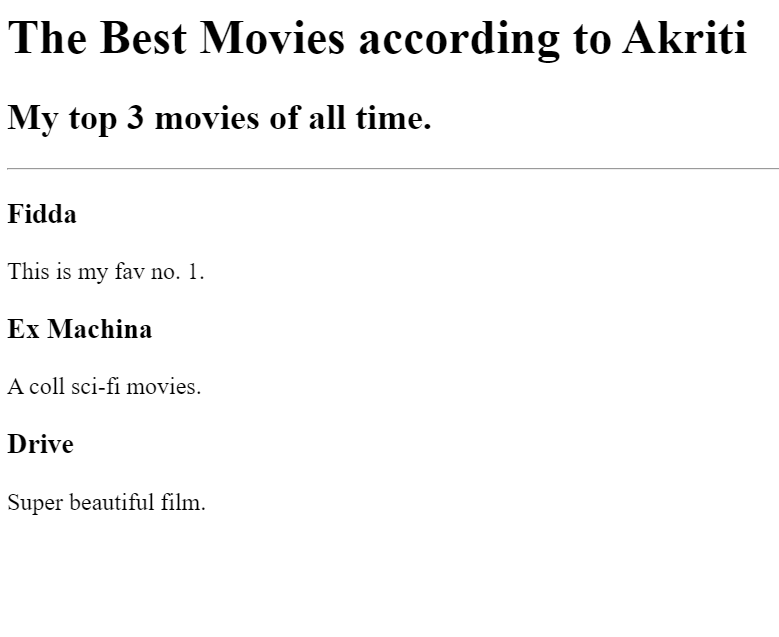 The Best Movies according to Akriti
My top 3 movies of all time.
Fidda
This is my fav no. 1.
Ex Machina
A coll sci-fi movies.
Drive
Super beautiful film.